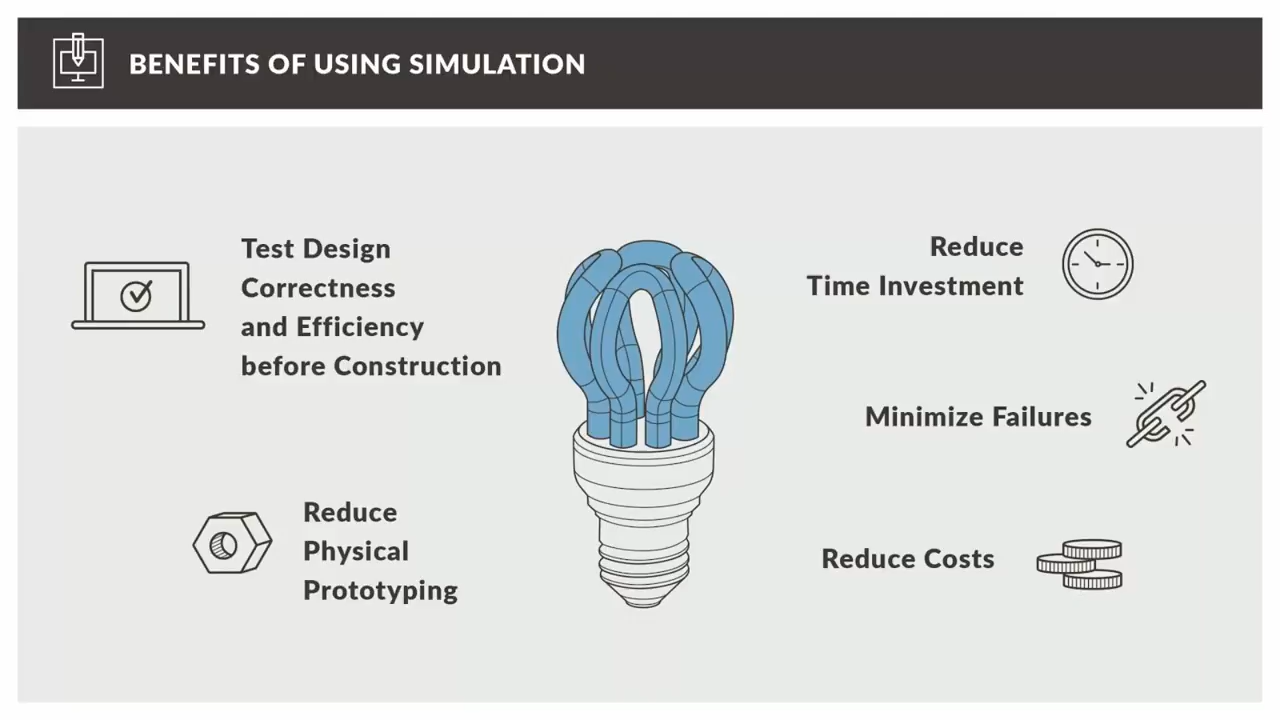 BENEFITS OF USING SIMULATION
Test Design
Correctness
and Efficiency
before Construction
Reduce
Physical
Prototyping
Reduce
Time Investment
Minimize Failures
Reduce Costs